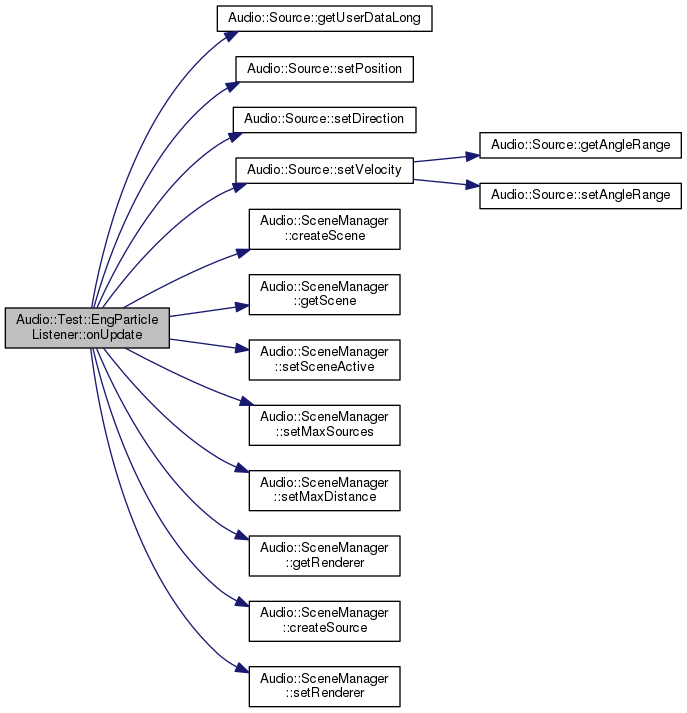 Audio::Source::getUserDataLong
Audio::Source::setPosition
Audio::Source::setDirection
Audio::Source::setVelocity
Audio::Source::getAngleRange
Audio::Source::setAngleRange
Audio::SceneManager
::createScene
Audio::SceneManager
::getScene
Audio::Test::EngParticle
Listener::onUpdate
Audio::SceneManager
::setSceneActive
Audio::SceneManager
::setMaxSources
Audio::SceneManager
::setMaxDistance
Audio::SceneManager
::getRenderer
Audio::SceneManager
::createSource
Audio::SceneManager
::setRenderer